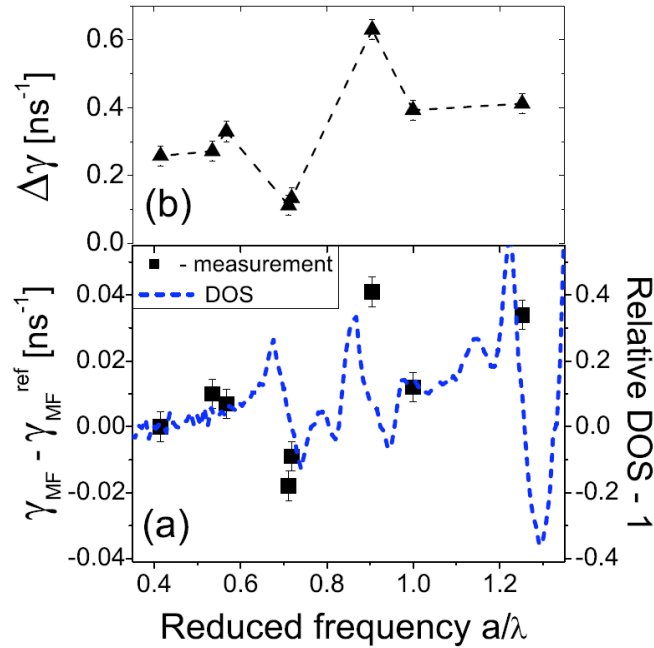 0.6
0.4
0.2
0.0
Δγ [ns⁻¹]
(b)
- measurement
DOS
0.04
0.02
0.00
-0.02
-0.04
γ_MF - γ_MF^ref [ns⁻¹]
0.4
0.2
0.0
-0.2
-0.4
Relative DOS - 1
(a)
0.4 0.6 0.8 1.0 1.2
Reduced frequency a/λ